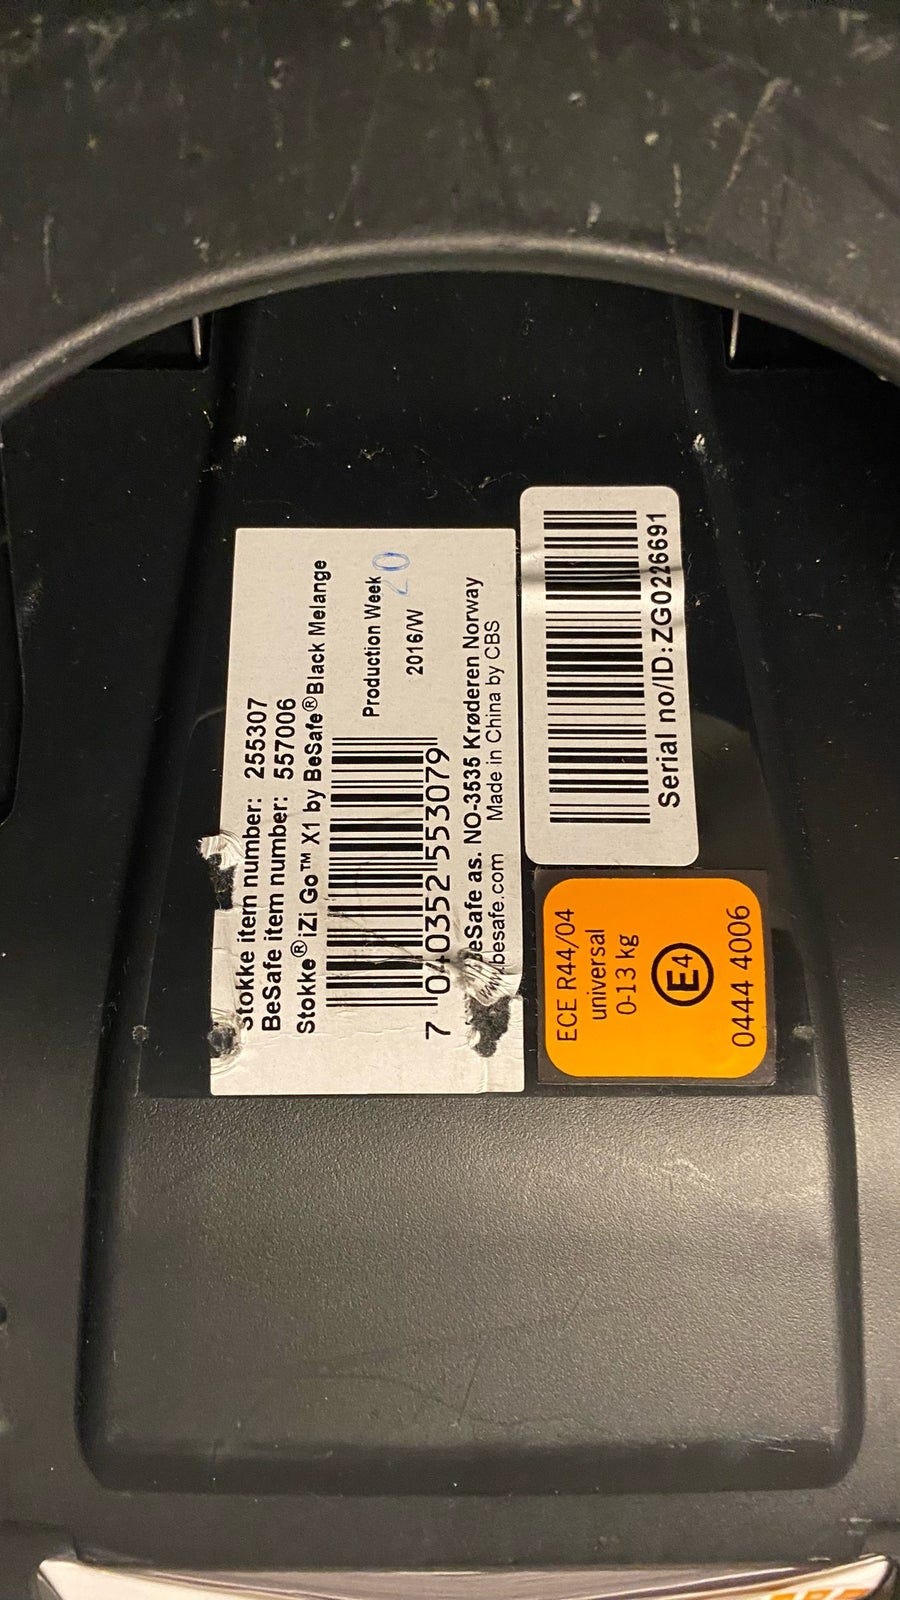 Stokke item number: 255307
BeSafe item number: 557006
Stokke® iZi Go™ X1 by BeSafe® Black Melange
Production Week
2016/W 20
7 040352 553079
BeSafe as. NO-3535 Krøderen Norway
besafe.com Made in China by CBS
Serial no/ID:ZG0226691
ECE R44/04
universal
0-13 kg
E4
0444 4006